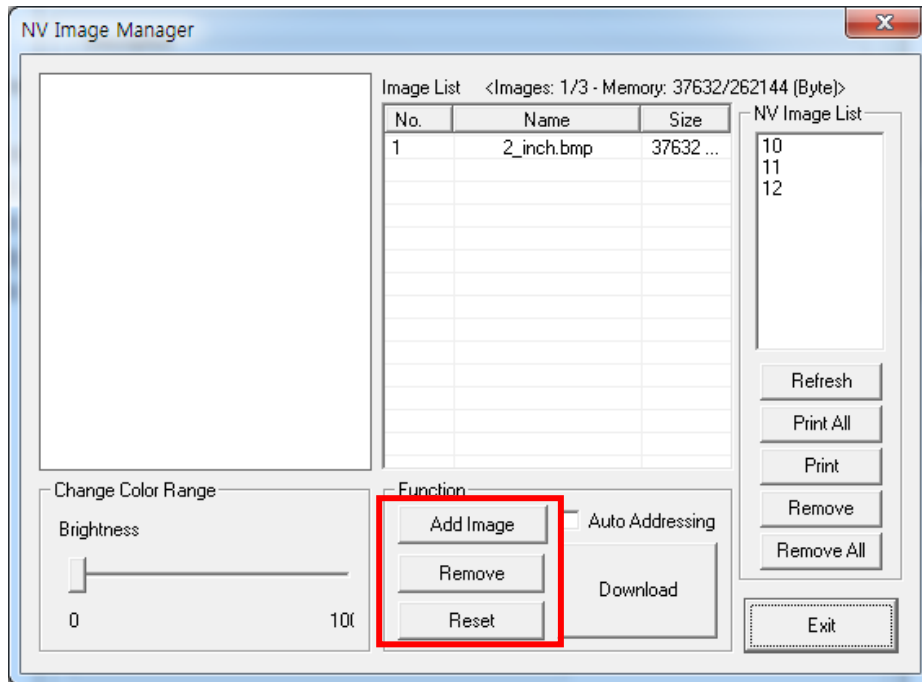 NV Image Manager
Image List <Images: 1/3 - Memory: 37632/262144 (Byte)>
No. Name Size
1 2_inch.bmp 37632 ...
NV Image List
10
11
12
Refresh
Print All
Print
Remove
Remove All
Exit
Change Color Range
Brightness
0 10(
Function
Add Image
Auto Addressing
Remove
Download
Reset